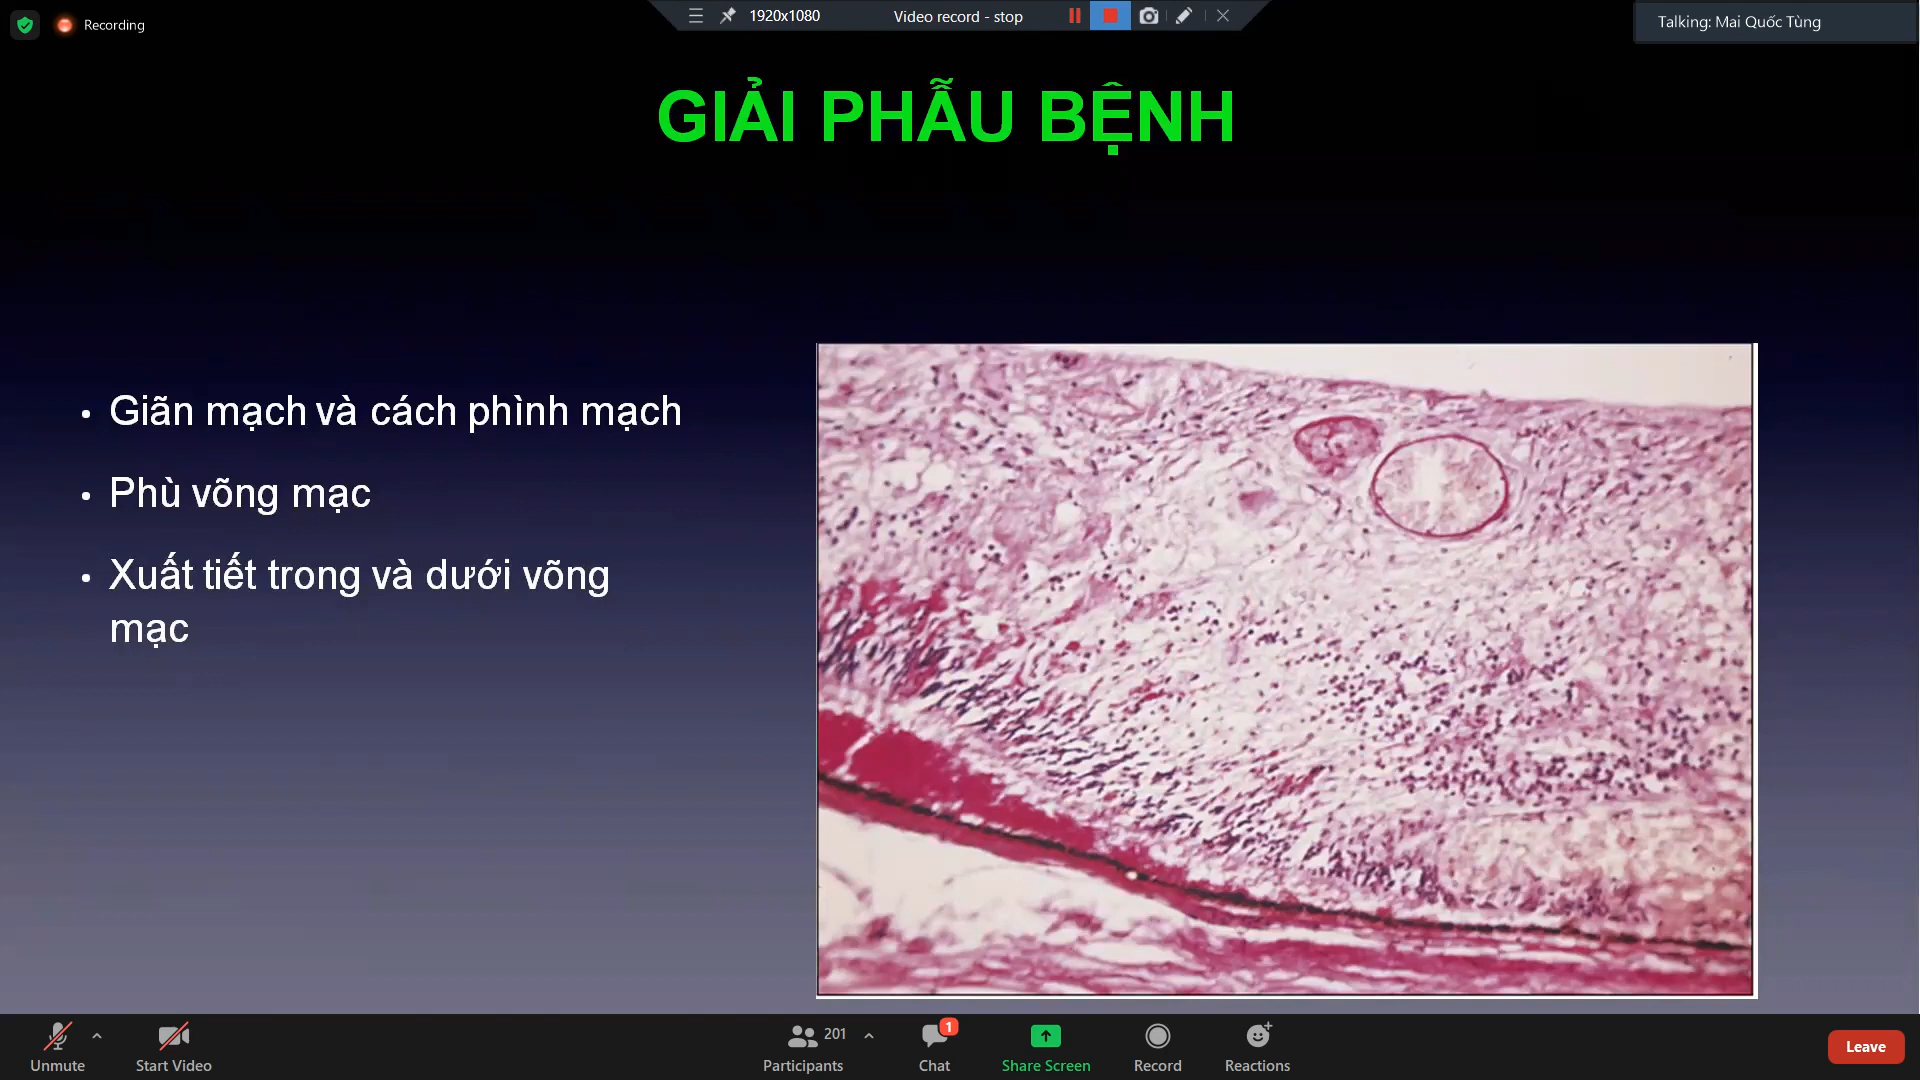 Recording
1920x1080
Video record - stop
Talking: Mai Quốc Tùng
GIẢI PHẪU BỆNH
• Giãn mạch và cách phình mạch
• Phù võng mạc
• Xuất tiết trong và dưới võng
mạc
Unmute
Start Video
201
Participants
1
Chat
Share Screen
Record
Reactions
Leave